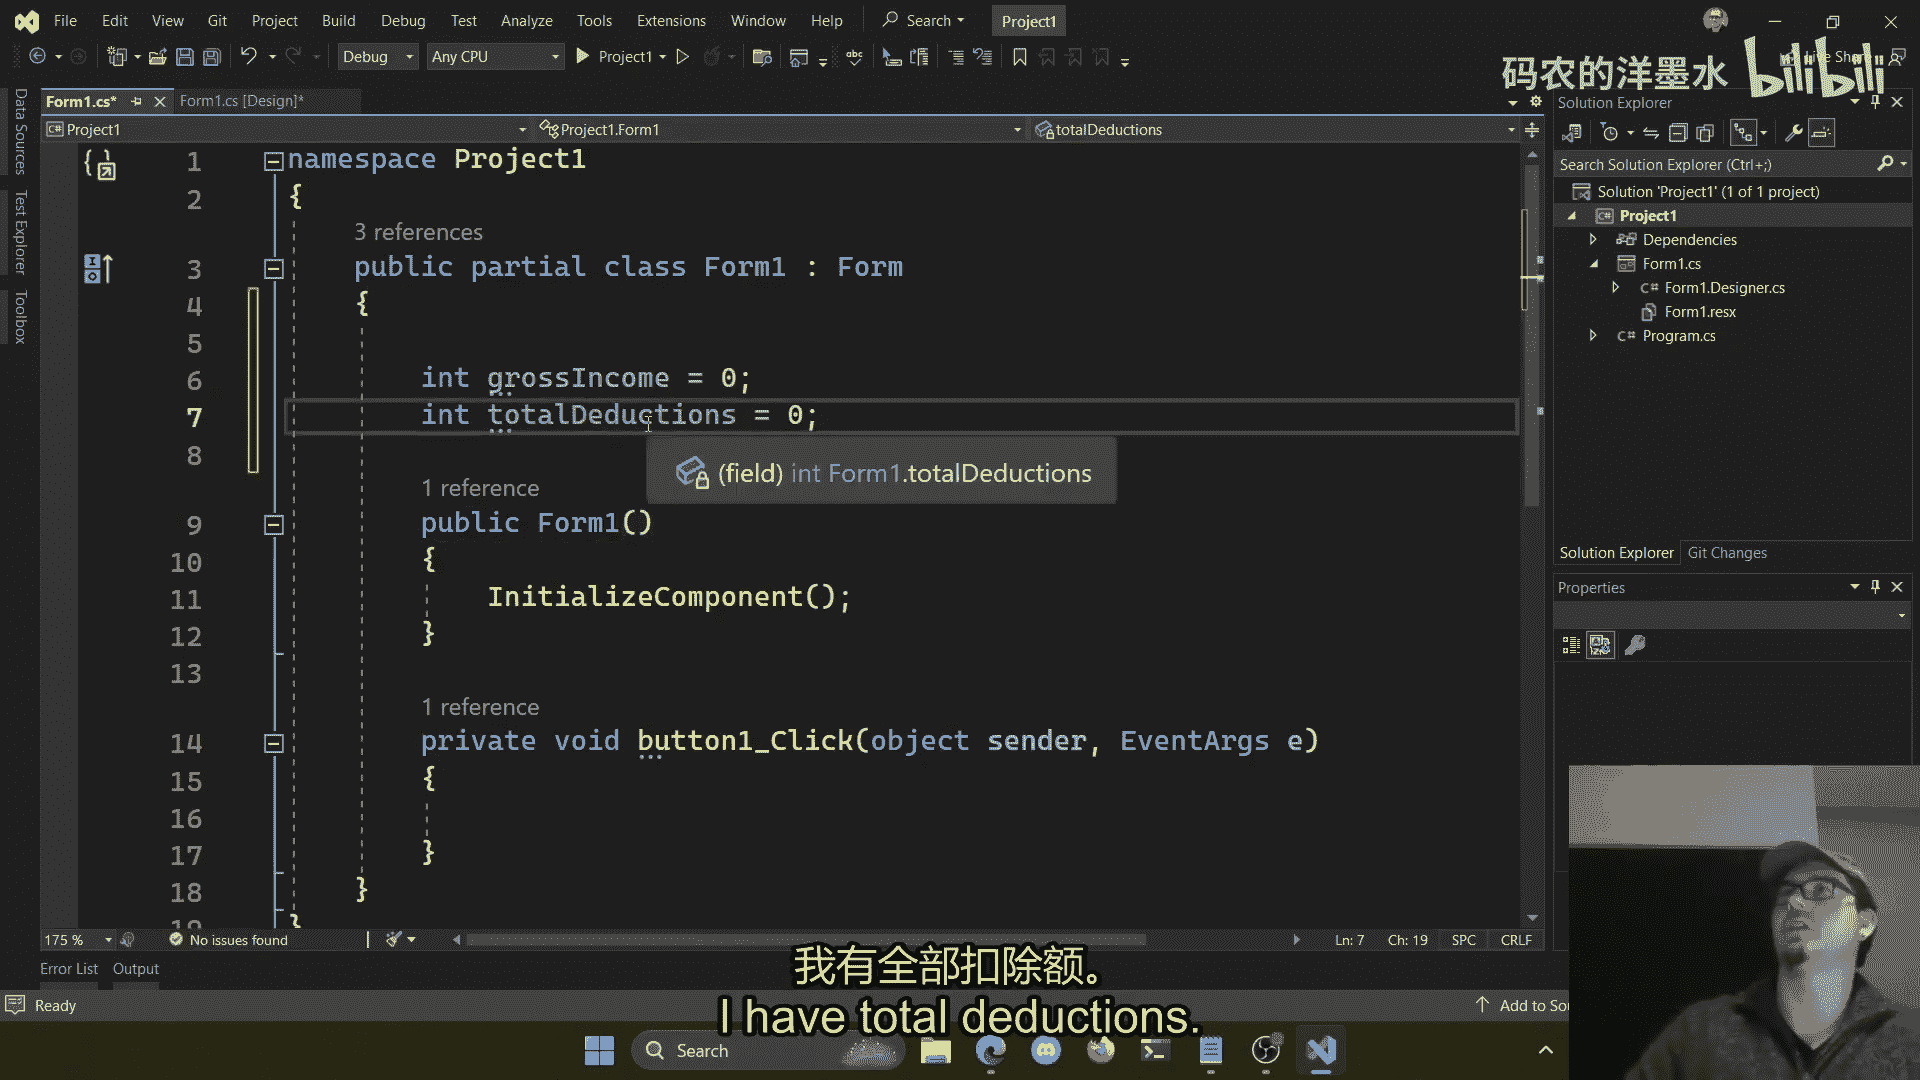 File Edit View Git Project Build Debug Test Analyze Tools Extensions Window Help Search Project1
Debug Any CPU Project1 Live Share
码农的洋墨水 bilibili
Form1.cs* Form1.cs [Design]*
Project1 Project1.Form1 totalDeductions
Data Sources
Test Explorer
Toolbox
1 namespace Project1
2 {
3 references
3 public partial class Form1 : Form
4 {
5
6 int grossIncome = 0;
7 int totalDeductions = 0;
8
(field) int Form1.totalDeductions
1 reference
9 public Form1()
10 {
11 InitializeComponent();
12 }
13
1 reference
14 private void button1_Click(object sender, EventArgs e)
15 {
16
17 }
18 }
19 }
175 % No issues found Ln: 7 Ch: 19 SPC CRLF
Error List Output
Ready
Add to So
Solution Explorer
Search Solution Explorer (Ctrl+;)
Solution 'Project1' (1 of 1 project)
Project1
Dependencies
Form1.cs
C# Form1.Designer.cs
Form1.resx
C# Program.cs
Solution Explorer Git Changes
Properties
我有全部扣除额。
I have total deductions.
Search